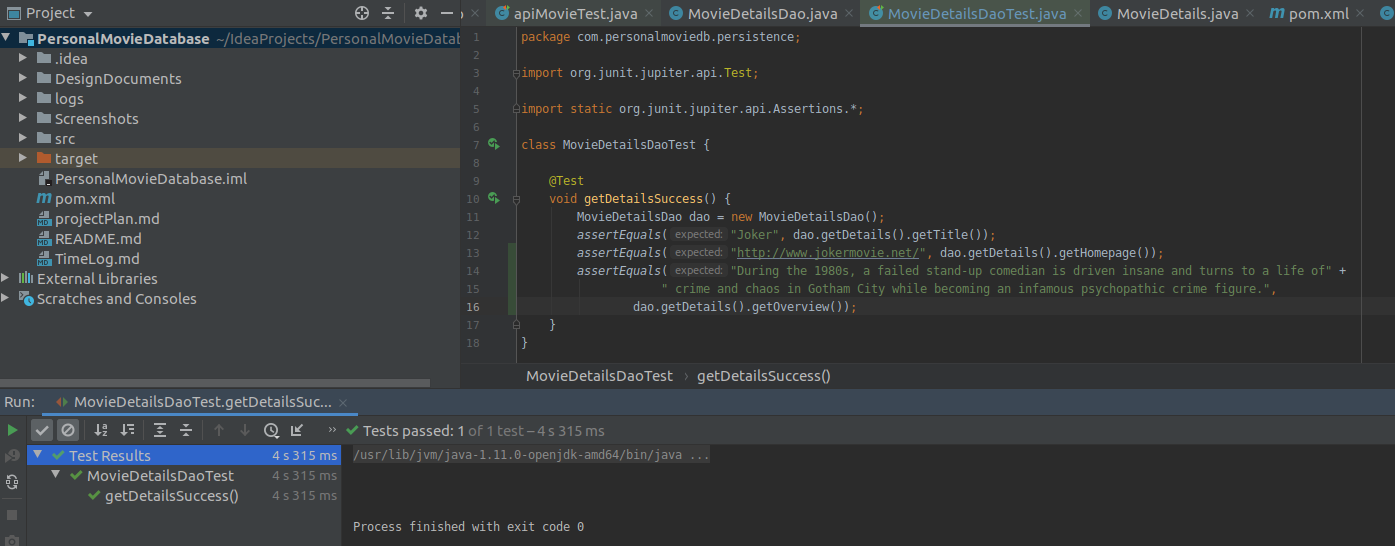 Project
PersonalMovieDatabase ~/IdeaProjects/PersonalMovieDatab
.idea
DesignDocuments
logs
Screenshots
src
target
PersonalMovieDatabase.iml
pom.xml
projectPlan.md
README.md
TimeLog.md
External Libraries
Scratches and Consoles
apiMovieTest.java
MovieDetailsDao.java
MovieDetailsDaoTest.java
MovieDetails.java
pom.xml
1 package com.personalmoviedb.persistence;
2
3 import org.junit.jupiter.api.Test;
4
5 import static org.junit.jupiter.api.Assertions.*;
6
7 class MovieDetailsDaoTest {
8
9 @Test
10 void getDetailsSuccess() {
11 MovieDetailsDao dao = new MovieDetailsDao();
12 assertEquals( expected: "Joker", dao.getDetails().getTitle());
13 assertEquals( expected: "http://www.jokermovie.net/", dao.getDetails().getHomepage());
14 assertEquals( expected: "During the 1980s, a failed stand-up comedian is driven insane and turns to a life of" +
15 " crime and chaos in Gotham City while becoming an infamous psychopathic crime figure.",
16 dao.getDetails().getOverview());
17 }
18 }
MovieDetailsDaoTest › getDetailsSuccess()
Run: MovieDetailsDaoTest.getDetailsSuc...
» Tests passed: 1 of 1 test – 4 s 315 ms
Test Results 4 s 315 ms
MovieDetailsDaoTest 4 s 315 ms
getDetailsSuccess() 4 s 315 ms
/usr/lib/jvm/java-1.11.0-openjdk-amd64/bin/java ...
Process finished with exit code 0